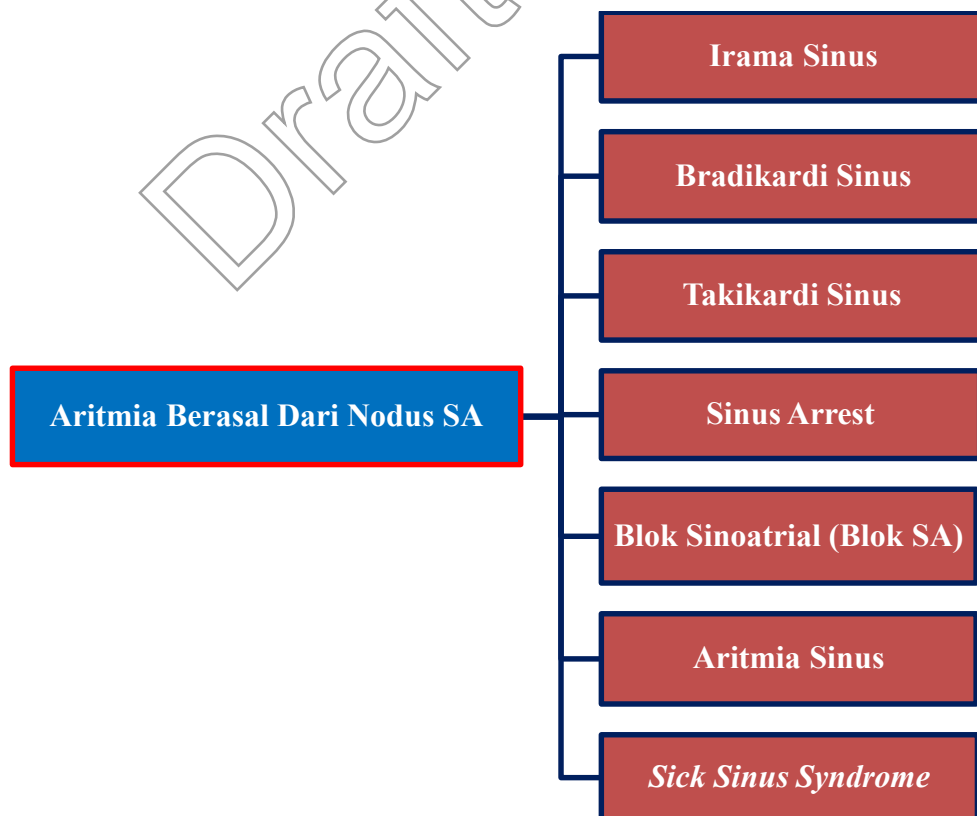 Draft
Irama Sinus
Bradikardi Sinus
Takikardi Sinus
Aritmia Berasal Dari Nodus SA
Sinus Arrest
Blok Sinoatrial (Blok SA)
Aritmia Sinus
Sick Sinus Syndrome